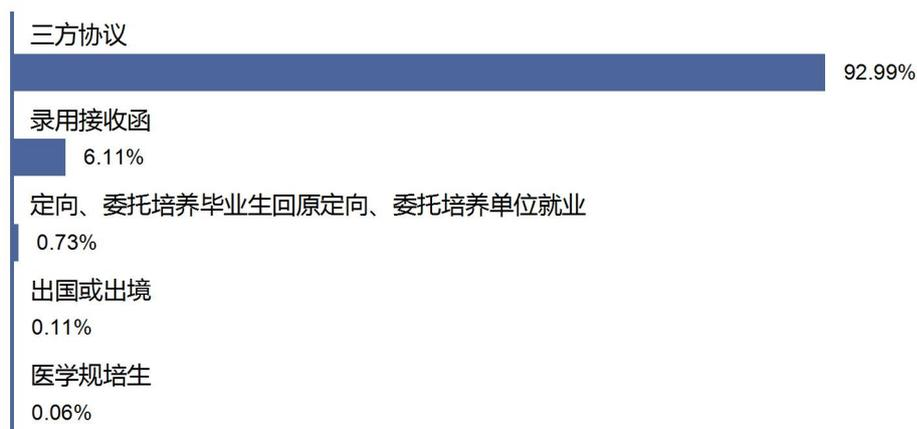 三方协议
92.99%
录用接收函
6.11%
定向、委托培养毕业生回原定向、委托培养单位就业
0.73%
出国或出境
0.11%
医学规培生
0.06%